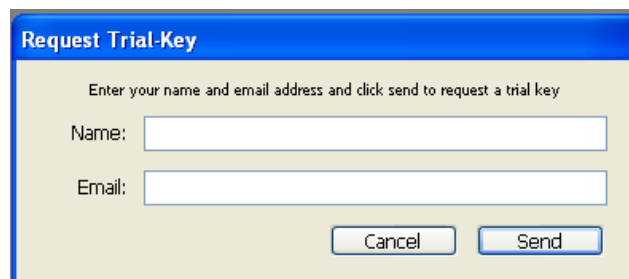 Request Trial-Key
Enter your name and email address and click send to request a trial key
Name:
Email:
Cancel
Send